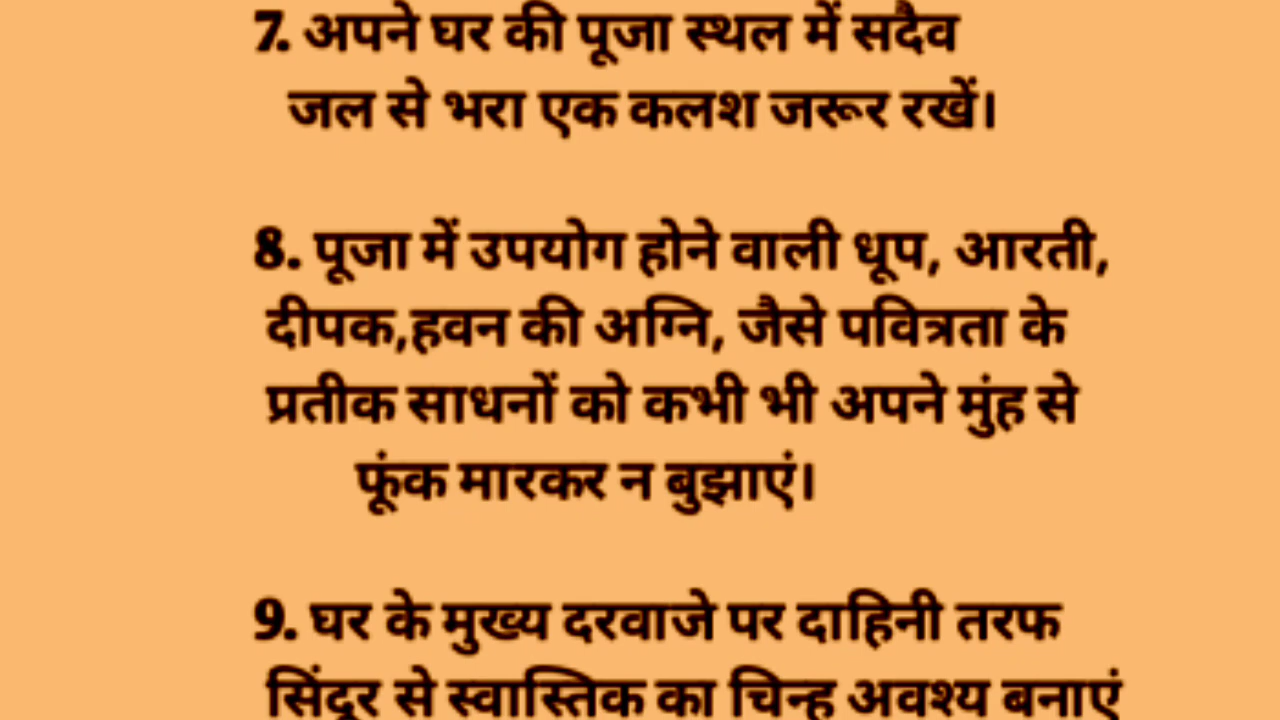 7. अपने घर की पूजा स्थल में सदैव
जल से भरा एक कलश जरूर रखें।
8. पूजा में उपयोग होने वाली धूप, आरती,
दीपक,हवन की अग्नि, जैसे पवित्रता के
प्रतीक साधनों को कभी भी अपने मुंह से
फूंक मारकर न बुझाएं।
9. घर के मुख्य दरवाजे पर दाहिनी तरफ
सिंदूर से स्वास्तिक का चिन्ह अवश्य बनाएं